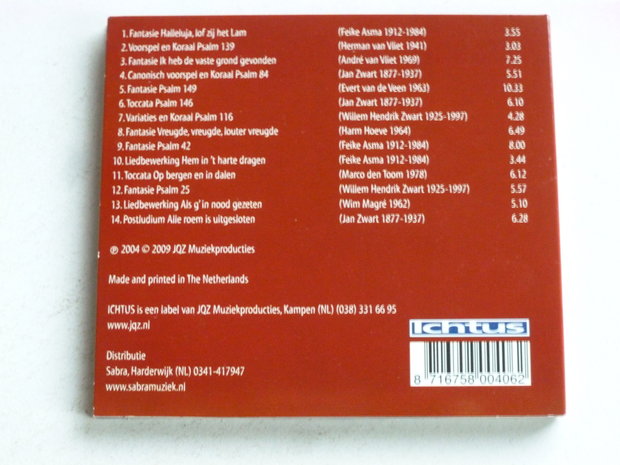 1. Fantasie Halleluja, lof zij het Lam (Feike Asma 1912-1984) 3.55
2. Voorspel en Koraal Psalm 139 (Herman van Vliet 1941) 3.03
3. Fantasie Ik heb de vaste grond gevonden (André van Vliet 1969) 7.25
4. Canonisch voorspel en Koraal Psalm 84 (Jan Zwart 1877-1937) 5.51
5. Fantasie Psalm 149 (Evert van de Veen 1963) 10.33
6. Toccata Psalm 146 (Jan Zwart 1877-1937) 6.10
7. Variaties en Koraal Psalm 116 (Willem Hendrik Zwart 1925-1997) 4.28
8. Fantasie Vreugde, vreugde, louter vreugde (Harm Hoeve 1964) 6.49
9. Fantasie Psalm 42 (Feike Asma 1912-1984) 8.00
10. Liedbewerking Hem in 't harte dragen (Feike Asma 1912-1984) 3.44
11. Toccata Op bergen en in dalen (Marco den Toom 1978) 6.12
12. Fantasie Psalm 25 (Willem Hendrik Zwart 1925-1997) 5.57
13. Liedbewerking Als g'in nood gezeten (Wim Magré 1962) 5.10
14. Postludium Alle roem is uitgesloten (Jan Zwart 1877-1937) 6.28
℗ 2004 © 2009 JQZ Muziekproducties
Made and printed in The Netherlands
ICHTUS is een label van JQZ Muziekproducties, Kampen (NL) (038) 331 66 95
www.jqz.nl
Ichtus
Distributie
Sabra, Harderwijk (NL) 0341-417947
www.sabramuziek.nl
8 716758 004062